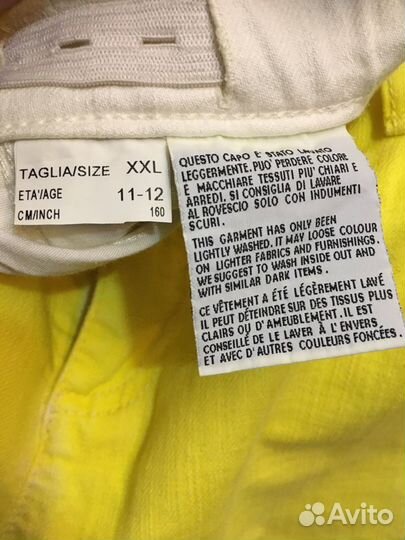 TAGLIA/SIZE XXL
ETA'/AGE 11-12
CM/INCH 160
QUESTO CAPO E' STATO LAVATO
LEGGERMENTE. PUO' PERDERE COLORE
E MACCHIARE TESSUTI PIU' CHIARI E
ARREDI, SI CONSIGLIA DI LAVARE
AL ROVESCIO SOLO CON INDUMENTI
SCURI.
THIS GARMENT HAS ONLY BEEN
LIGHTLY WASHED. IT MAY LOOSE COLOUR
ON LIGHTER FABRICS AND FURNISHINGS.
WE SUGGEST TO WASH INSIDE OUT AND
WITH SIMILAR DARK ITEMS.
CE VÊTEMENT A ÉTÉ LÉGÈREMENT LAVÉ
IL PEUT DÉTEINDRE SUR DES TISSUS PLUS
CLAIRS OU D'AMEUBLEMENT. IL EST
CONSEILLÉ DE LE LAVER À L'ENVERS
ET AVEC D'AUTRES COULEURS FONCÉES.
Avito